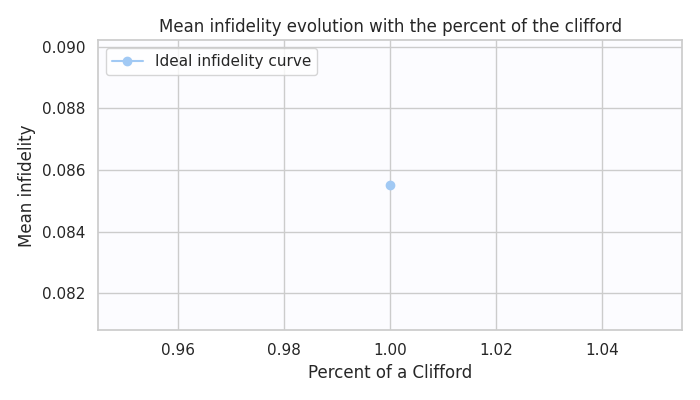 Mean infidelity evolution with the percent of the clifford
0.090
Ideal infidelity curve
0.088
0.086
0.084
0.082
Mean infidelity
0.96 0.98 1.00 1.02 1.04
Percent of a Clifford